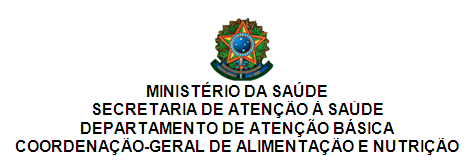 MINISTÉRIO DA SAÚDE
SECRETARIA DE ATENÇÃO À SAÚDE
DEPARTAMENTO DE ATENÇÃO BÁSICA
COORDENAÇÃO-GERAL DE ALIMENTAÇÃO E NUTRIÇÃO